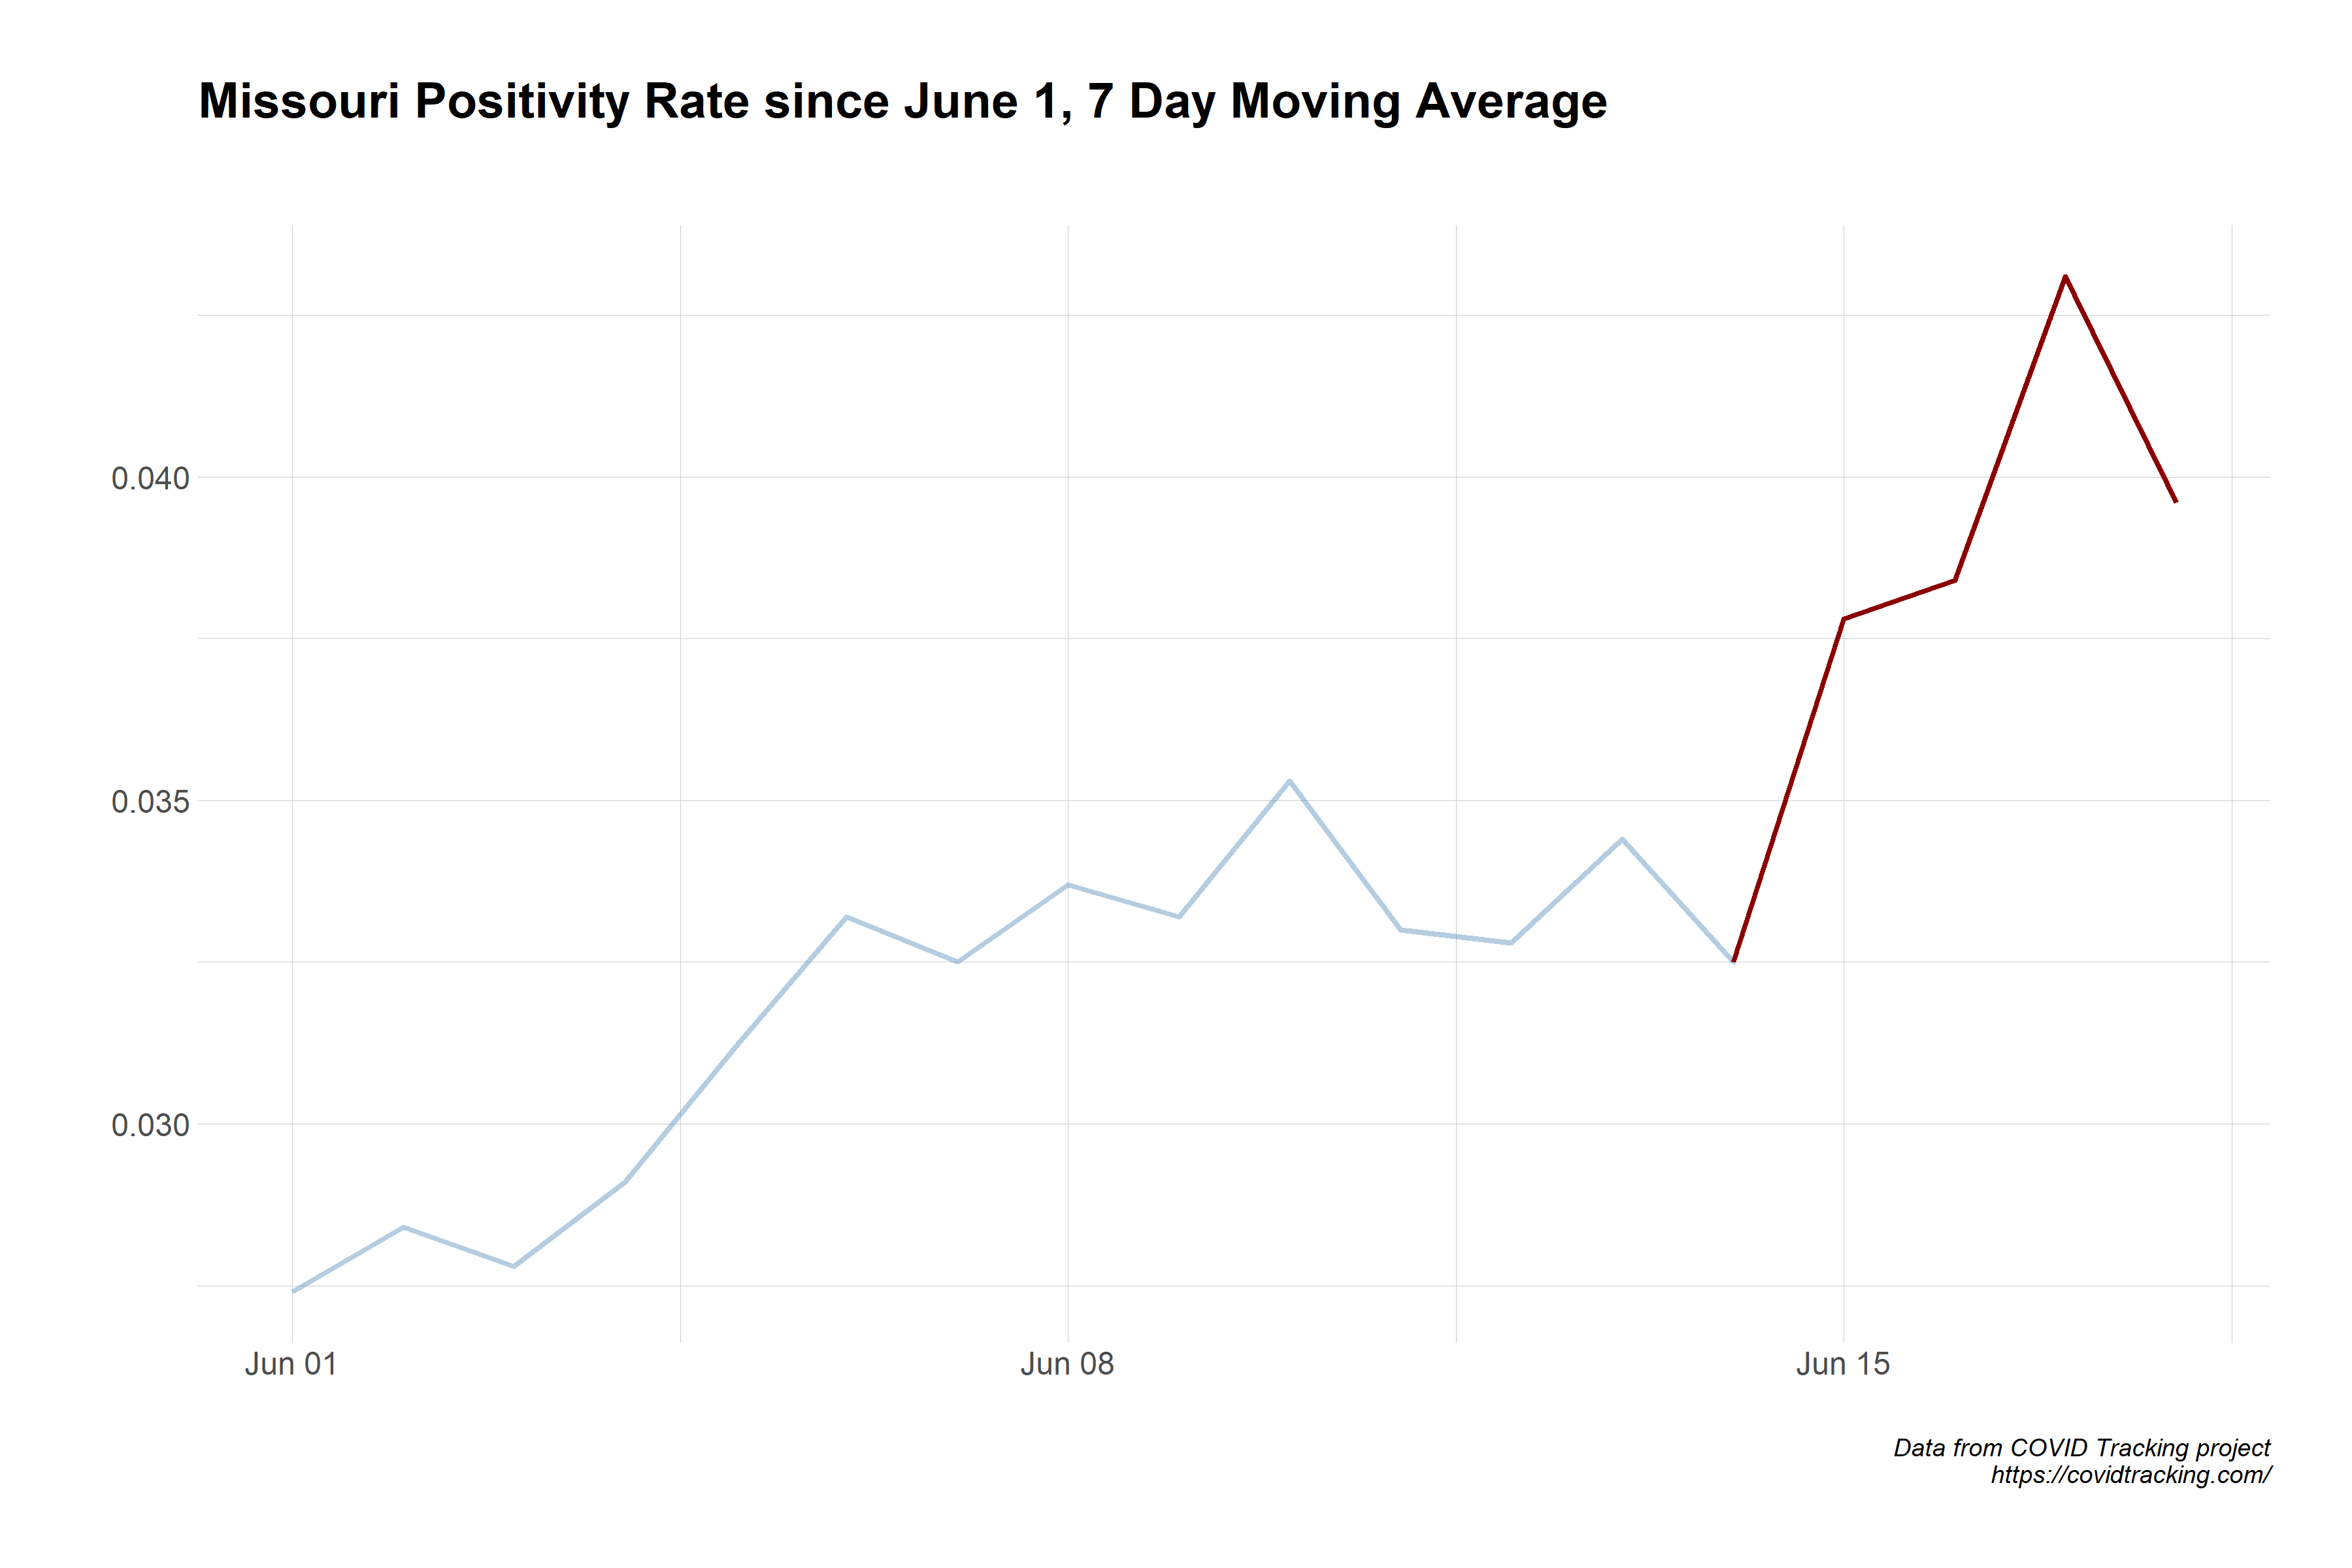 Missouri Positivity Rate since June 1, 7 Day Moving Average
0.040
0.035
0.030
Jun 01
Jun 08
Jun 15
Data from COVID Tracking project
https://covidtracking.com/